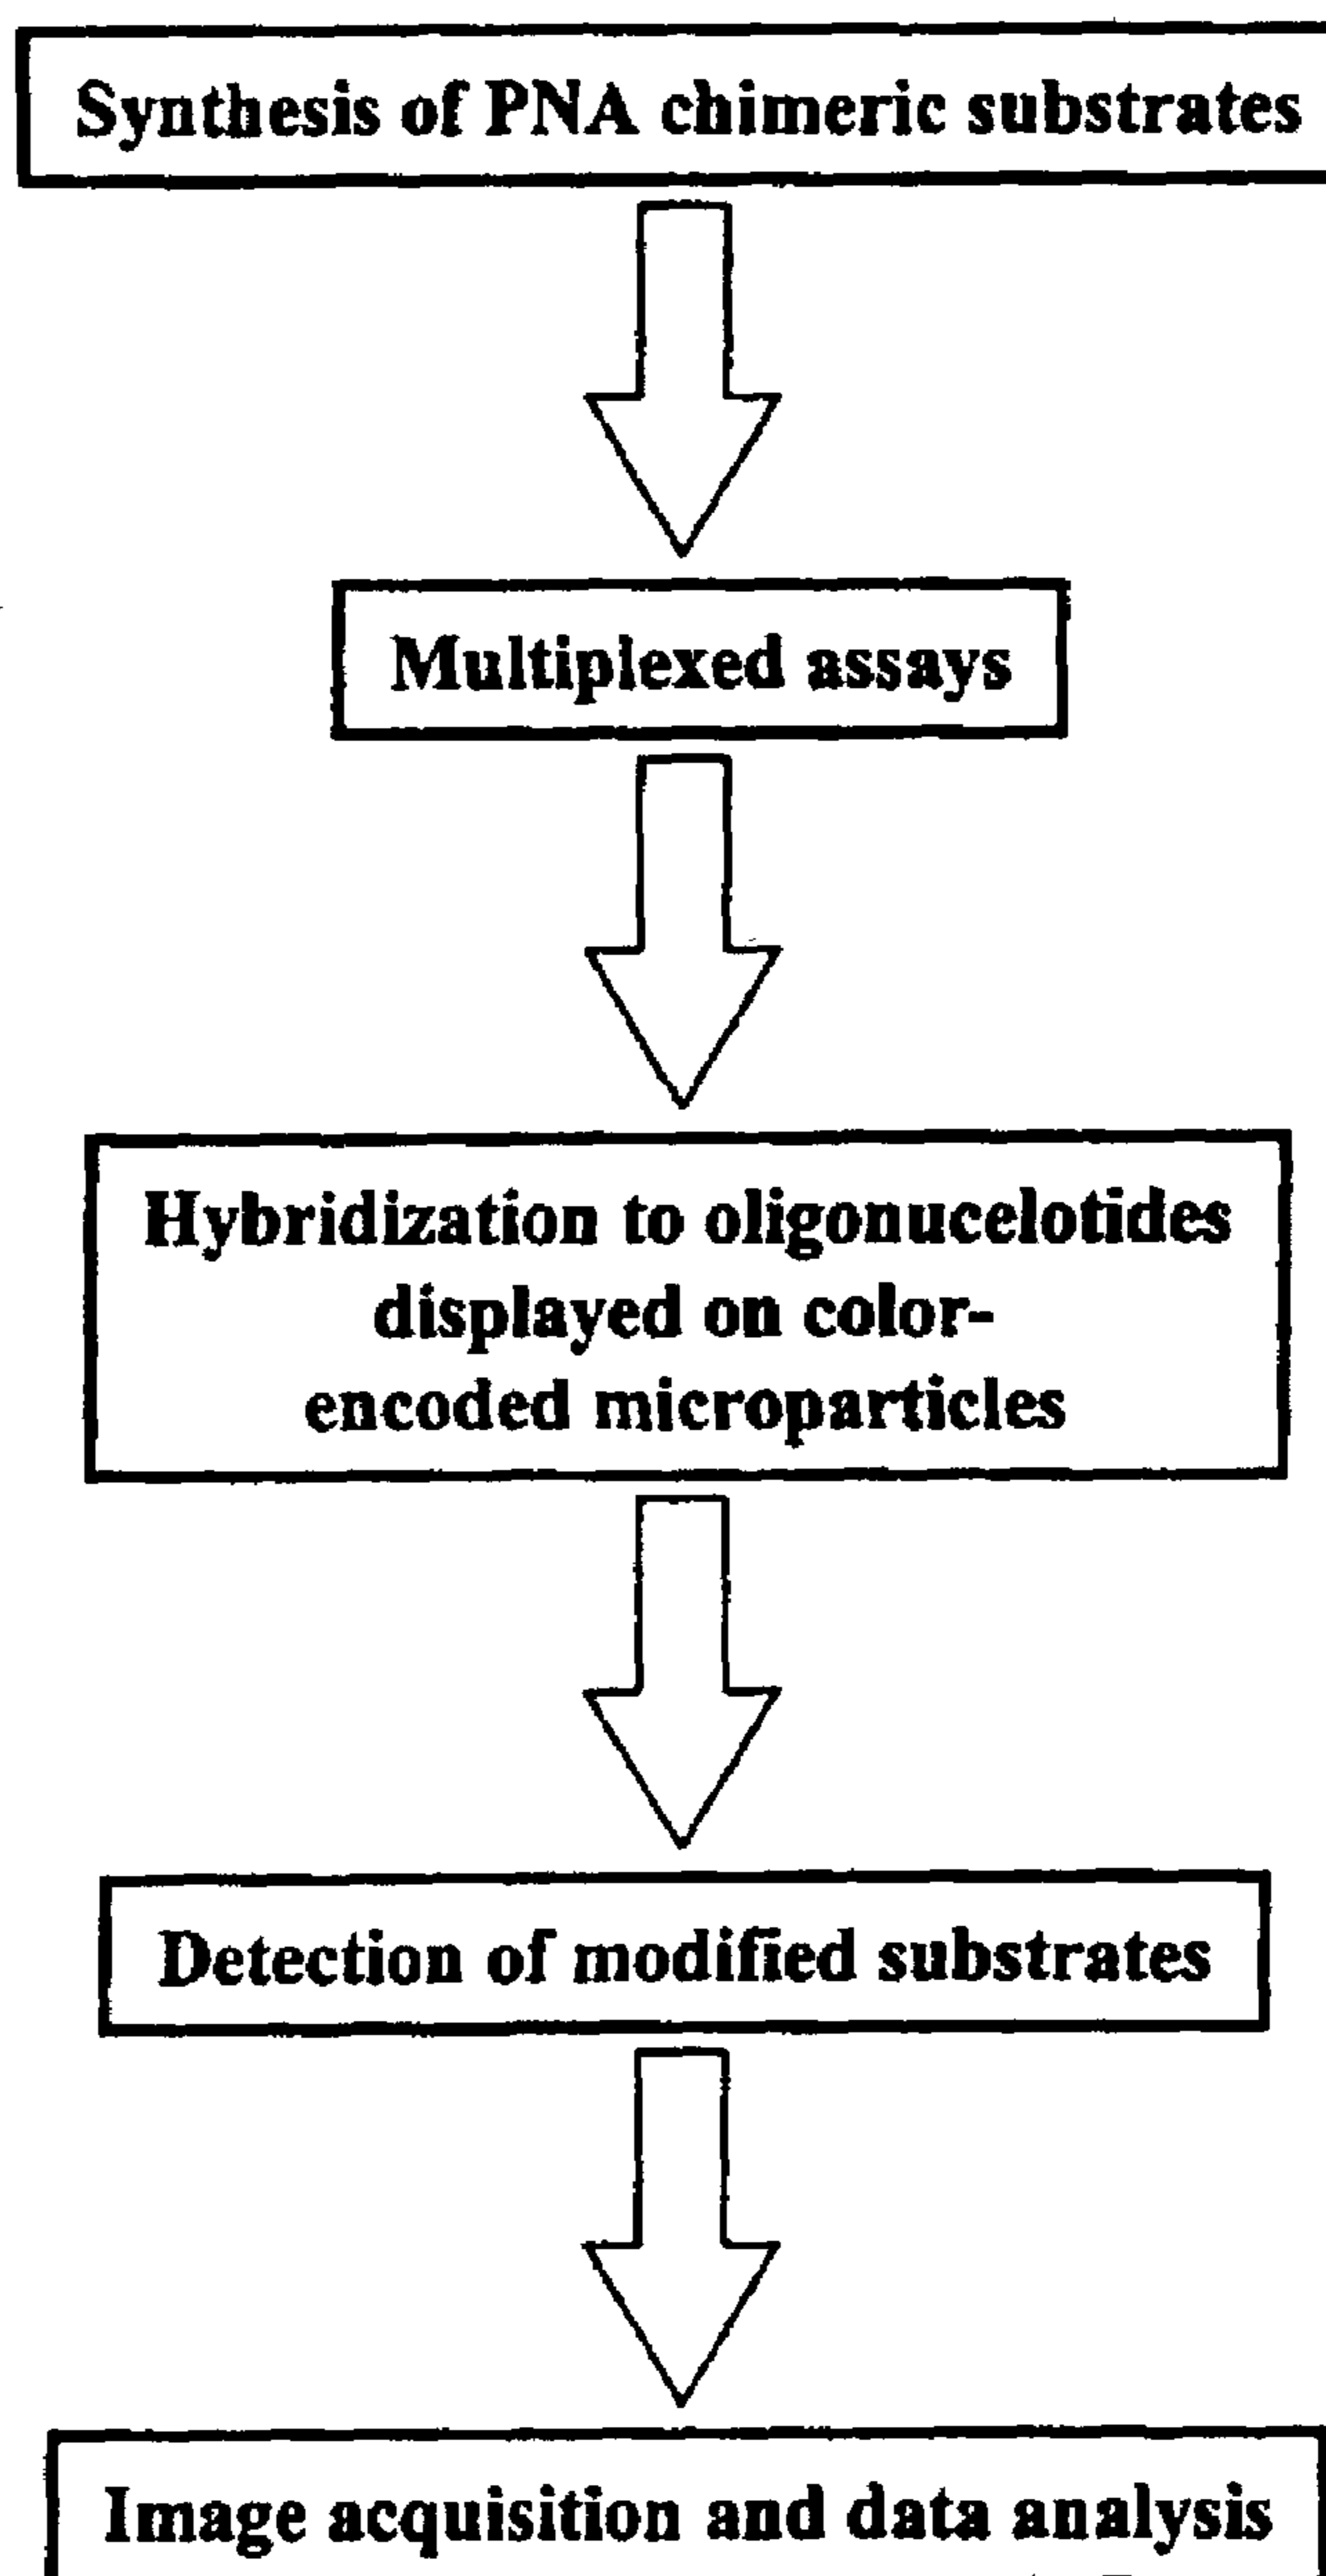 Synthesis of PNA chimeric substrates
Multiplexed assays
Hybridization to oligonucelotides
displayed on color-
encoded microparticles
Detection of modified substrates
Image acquisition and data analysis